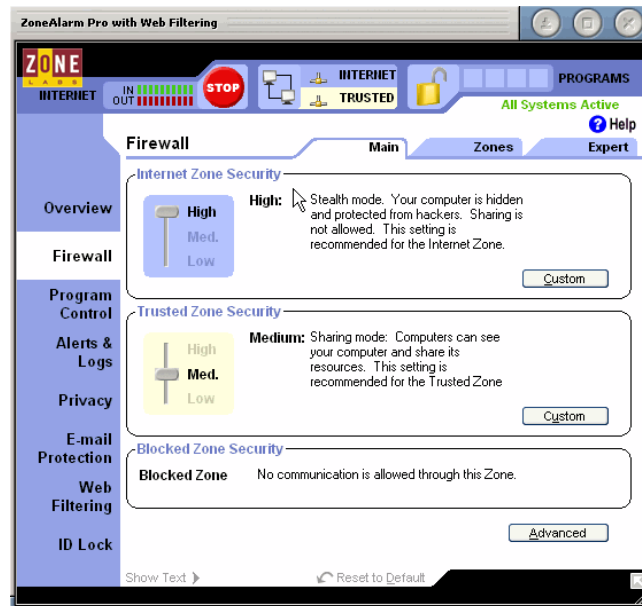 ZoneAlarm Pro with Web Filtering
ZONE
LABS
INTERNET
IN
OUT
STOP
INTERNET
TRUSTED
PROGRAMS
All Systems Active
? Help
Firewall
Main
Zones
Expert
Overview
Firewall
Program
Control
Alerts &
Logs
Privacy
E-mail
Protection
Web
Filtering
ID Lock
Internet Zone Security
High
Med.
Low
High: Stealth mode. Your computer is hidden
and protected from hackers. Sharing is
not allowed. This setting is
recommended for the Internet Zone.
Custom
Trusted Zone Security
High
Med.
Low
Medium: Sharing mode: Computers can see
your computer and share its
resources. This setting is
recommended for the Trusted Zone
Custom
Blocked Zone Security
Blocked Zone No communication is allowed through this Zone.
Advanced
Show Text
Reset to Default